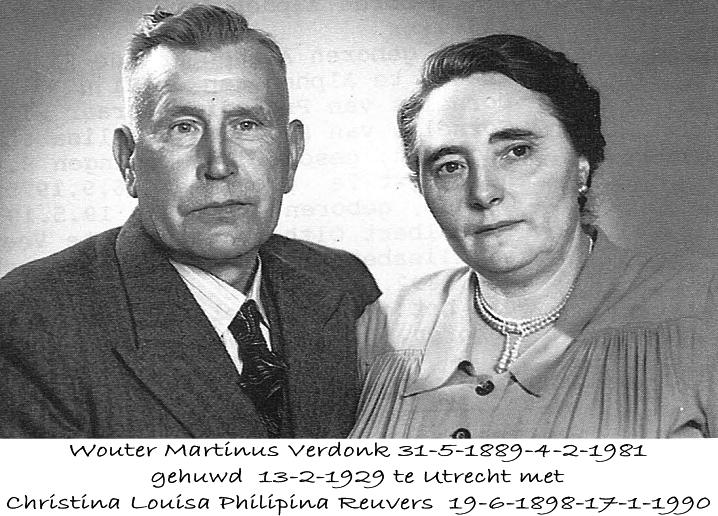 Wouter Martinus Verdonk 31-5-1889-4-2-1981
gehuwd 13-2-1929 te Utrecht met
Christina Louisa Philipina Reuvers 19-6-1898-17-1-1990